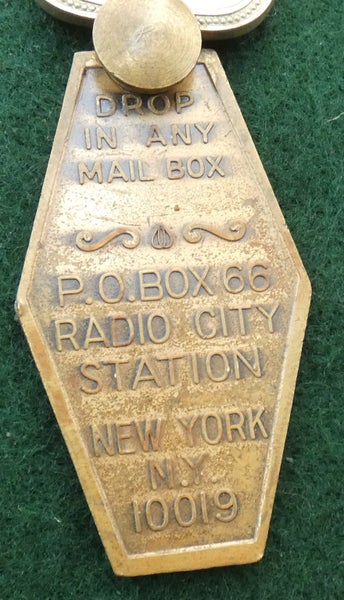 DROP
IN ANY
MAIL BOX
P.O.BOX 66
RADIO CITY
STATION
NEW YORK
N.Y.
10019